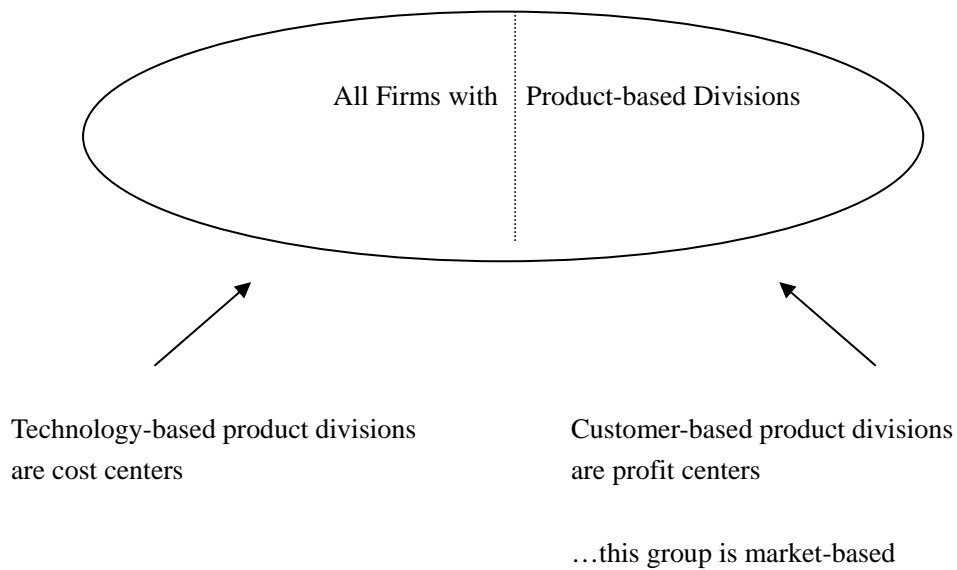 All Firms with Product-based Divisions
Technology-based product divisions
are cost centers
Customer-based product divisions
are profit centers
…this group is market-based